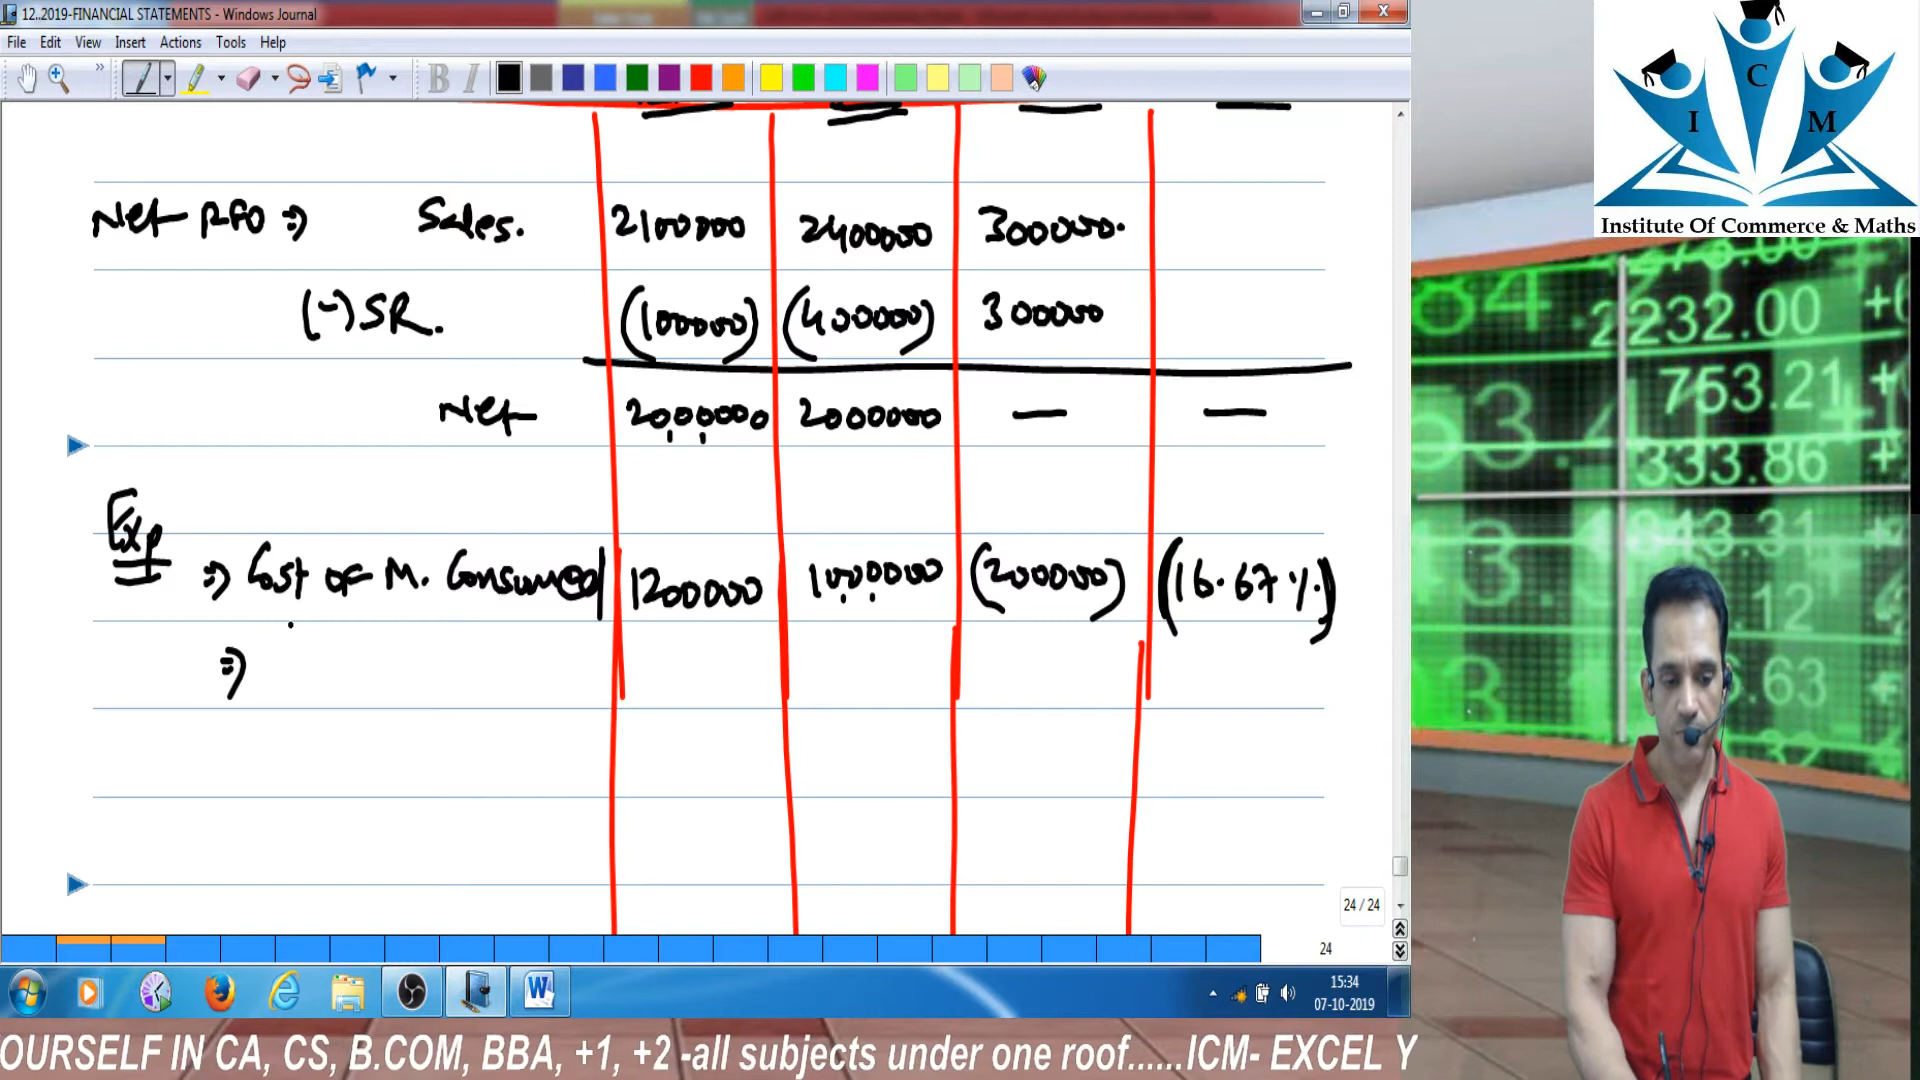 12..2019-FINANCIAL STATEMENTS - Windows Journal
File Edit View Insert Actions Tools Help
B I
I C M
Institute Of Commerce & Maths
Net RFO ⇒ Sales. 2100000 2400000 300000.
(-) SR. (100000) (400000) 300000
Net 2000000 2000000 — —
Exp
⇒ Cost of M. Consumed 1200000 1000000 (200000) (16.67%)
⇒
2232.00
753.21
333.86
24 / 24
24
15:34
07-10-2019
OURSELF IN CA, CS, B.COM, BBA, +1, +2 -all subjects under one roof......ICM- EXCEL Y